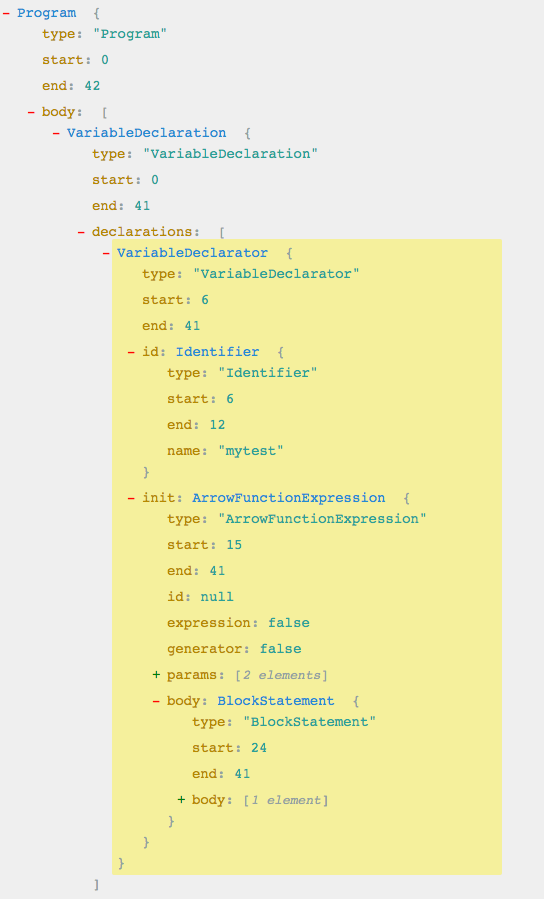 - Program {
type: "Program"
start: 0
end: 42
- body: [
- VariableDeclaration {
type: "VariableDeclaration"
start: 0
end: 41
- declarations: [
- VariableDeclarator {
type: "VariableDeclarator"
start: 6
end: 41
- id: Identifier {
type: "Identifier"
start: 6
end: 12
name: "mytest"
}
- init: ArrowFunctionExpression {
type: "ArrowFunctionExpression"
start: 15
end: 41
id: null
expression: false
generator: false
+ params: [2 elements]
- body: BlockStatement {
type: "BlockStatement"
start: 24
end: 41
+ body: [1 element]
}
}
}
]